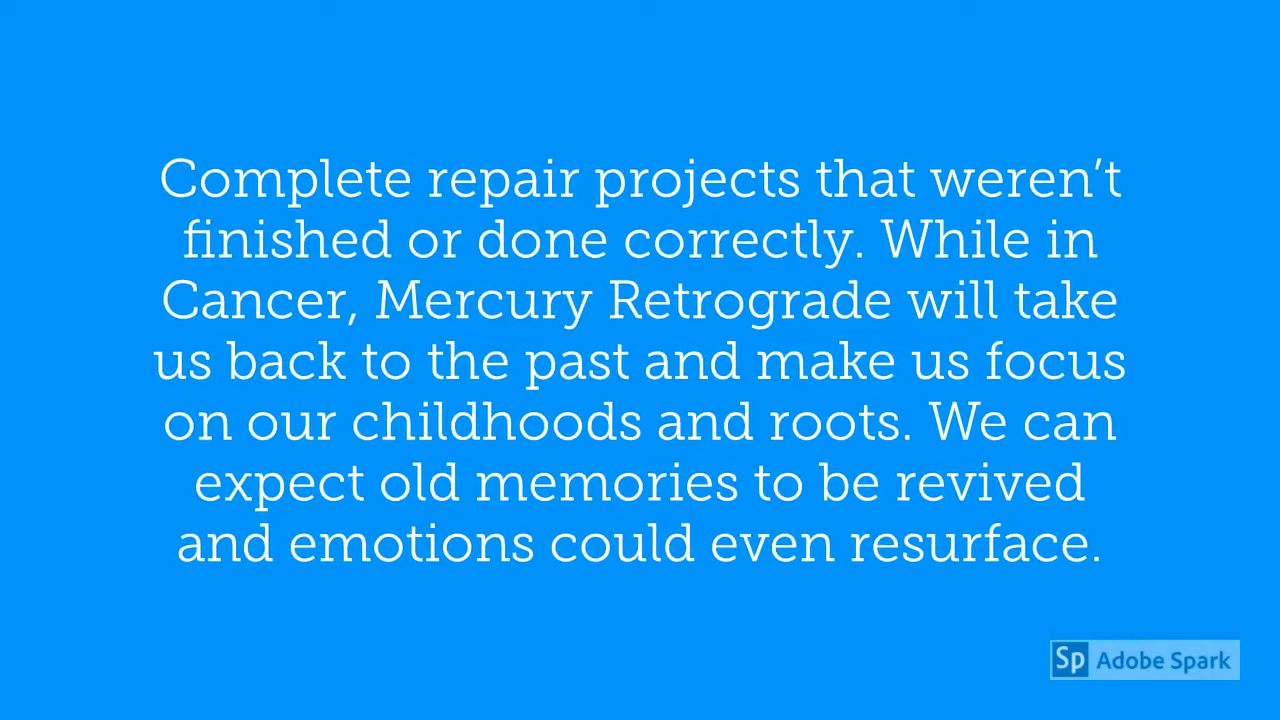 Complete repair projects that weren’t
finished or done correctly. While in
Cancer, Mercury Retrograde will take
us back to the past and make us focus
on our childhoods and roots. We can
expect old memories to be revived
and emotions could even resurface.
Sp Adobe Spark